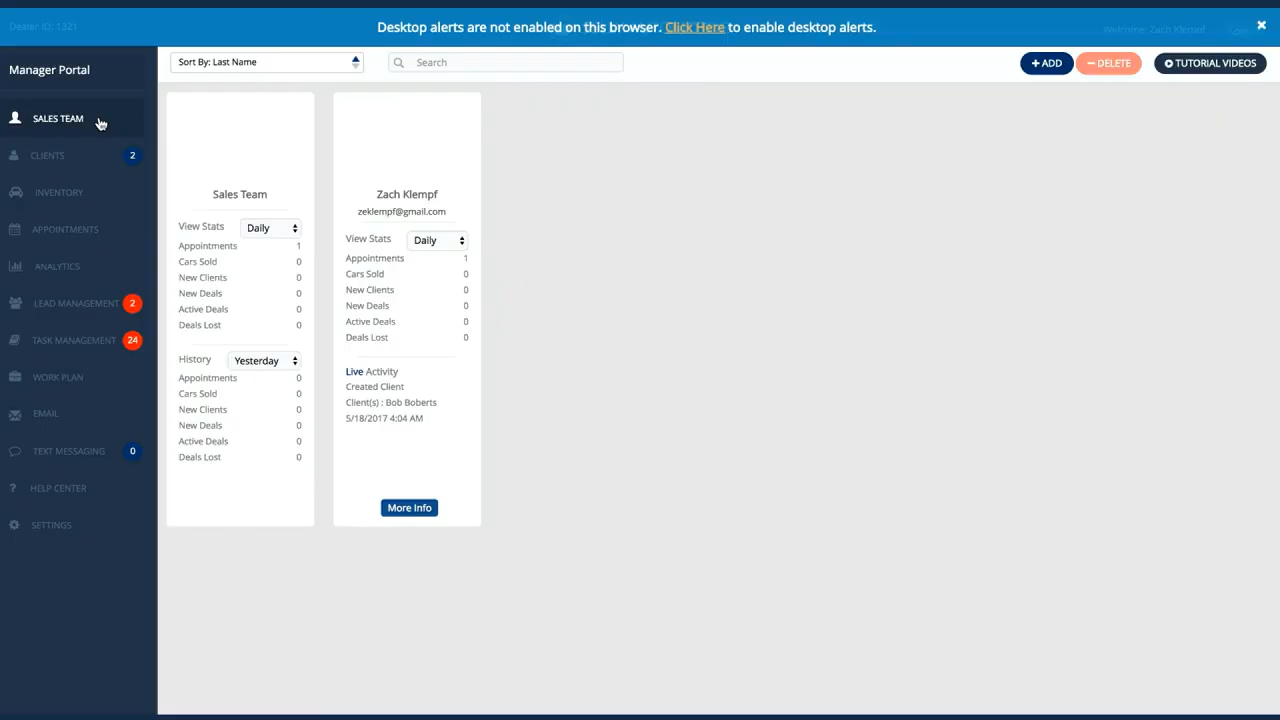 Dealer ID: 1321
Desktop alerts are not enabled on this browser. Click Here to enable desktop alerts.
Welcome: Zach Klempf
Manager Portal
Sort By: Last Name
Search
+ ADD
− DELETE
TUTORIAL VIDEOS
SALES TEAM
CLIENTS 2
INVENTORY
APPOINTMENTS
ANALYTICS
LEAD MANAGEMENT 2
TASK MANAGEMENT 24
WORK PLAN
EMAIL
TEXT MESSAGING 0
? HELP CENTER
SETTINGS
Sales Team
View Stats Daily
Appointments 1
Cars Sold 0
New Clients 0
New Deals 0
Active Deals 0
Deals Lost 0
History Yesterday
Appointments 0
Cars Sold 0
New Clients 0
New Deals 0
Active Deals 0
Deals Lost 0
Zach Klempf
zeklempf@gmail.com
View Stats Daily
Appointments 1
Cars Sold 0
New Clients 0
New Deals 0
Active Deals 0
Deals Lost 0
Live Activity
Created Client
Client(s) : Bob Boberts
5/18/2017 4:04 AM
More Info